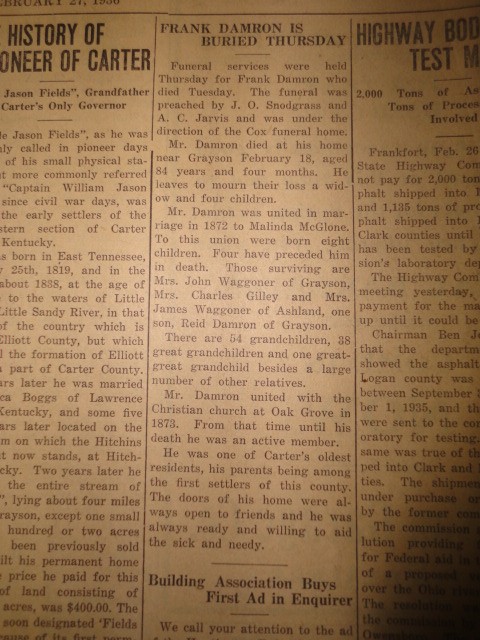 FEBRUARY 27, 1936
HISTORY OF
PIONEER OF CARTER
Jason Fields", Grandfather
Carter's Only Governor
le Jason Fields", as he was
nly called in pioneer days
of his small physical sta-
ut more commonly referred
"Captain William Jason
since civil war days, was
the early settlers of the
stern section of Carter
Kentucky.
s born in East Tennessee,
y 25th, 1819, and in the
about 1838, at the age of
to the waters of Little
Little Sandy River, in that
of the country which is
Elliott County, but which
l the formation of Elliott
a part of Carter County.
ars later he was married
ca Boggs of Lawrence
Kentucky, and some five
ars later located on the
m on which the Hitchins
t now stands, at Hitch-
cky. Two years later he
the entire stream of
", lying about four miles
rayson, except one small
hundred or two acres
been previously sold
ilt his permanent home
price he paid for this
of land consisting of
acres, was $400.00. The
soon designated 'Fields
cause of its first perm
FRANK DAMRON IS
BURIED THURSDAY
Funeral services were held
Thursday for Frank Damron who
died Tuesday. The funeral was
preached by J. O. Snodgrass and
A. C. Jarvis and was under the
direction of the Cox funeral home.
Mr. Damron died at his home
near Grayson February 18, aged
84 years and four months. He
leaves to mourn their loss a wid-
ow and four children.
Mr. Damron was united in mar-
riage in 1872 to Malinda McGlone.
To this union were born eight
children. Four have preceded him
in death. Those surviving are
Mrs. John Waggoner of Grayson,
Mrs. Charles Gilley and Mrs.
James Waggoner of Ashland, one
son, Reid Damron of Grayson.
There are 54 grandchildren, 38
great grandchildren and one great-
great grandchild besides a large
number of other relatives.
Mr. Damron united with the
Christian church at Oak Grove in
1873. From that time until his
death he was an active member.
He was one of Carter's oldest
residents, his parents being among
the first settlers of this county.
The doors of his home were al-
ways open to friends and he was
always ready and willing to aid
the sick and needy.
Building Association Buys
First Ad in Enquirer
We call your attention to the ad
HIGHWAY BOD
TEST M
2,000 Tons of As
Tons of Proces
Involved
Frankfort, Feb. 26
State Highway Com
not pay for 2,000 ton
phalt shipped into
and 1,135 tons of pro
phalt shipped into
Clark counties until
has been tested by
sion's laboratory dep
The Highway Com
meeting yesterday,
payment for the ma
up until it could be
Chairman Ben J
that the departm
showed the asphalt
Logan county was
between September
ber 1, 1935, and th
were sent to the co
oratory for testing.
same was true of th
ped into Clark and
ties. The shipmen
under purchase or
by the former con
The commission
lution providing
for Federal aid in
of a proposed
over the Ohio riv
The resolution
the commission